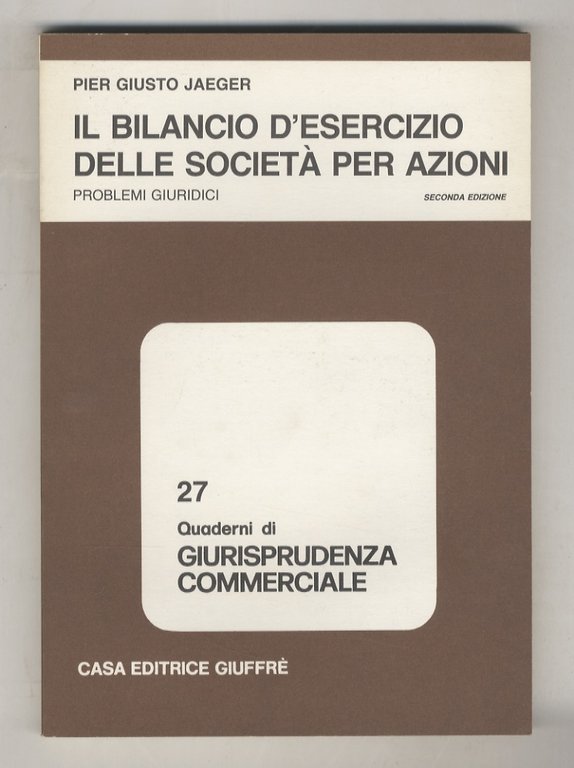 PIER GIUSTO JAEGER
IL BILANCIO D'ESERCIZIO
DELLE SOCIETÀ PER AZIONI
PROBLEMI GIURIDICI
SECONDA EDIZIONE
27
Quaderni di
GIURISPRUDENZA
COMMERCIALE
CASA EDITRICE GIUFFRÈ